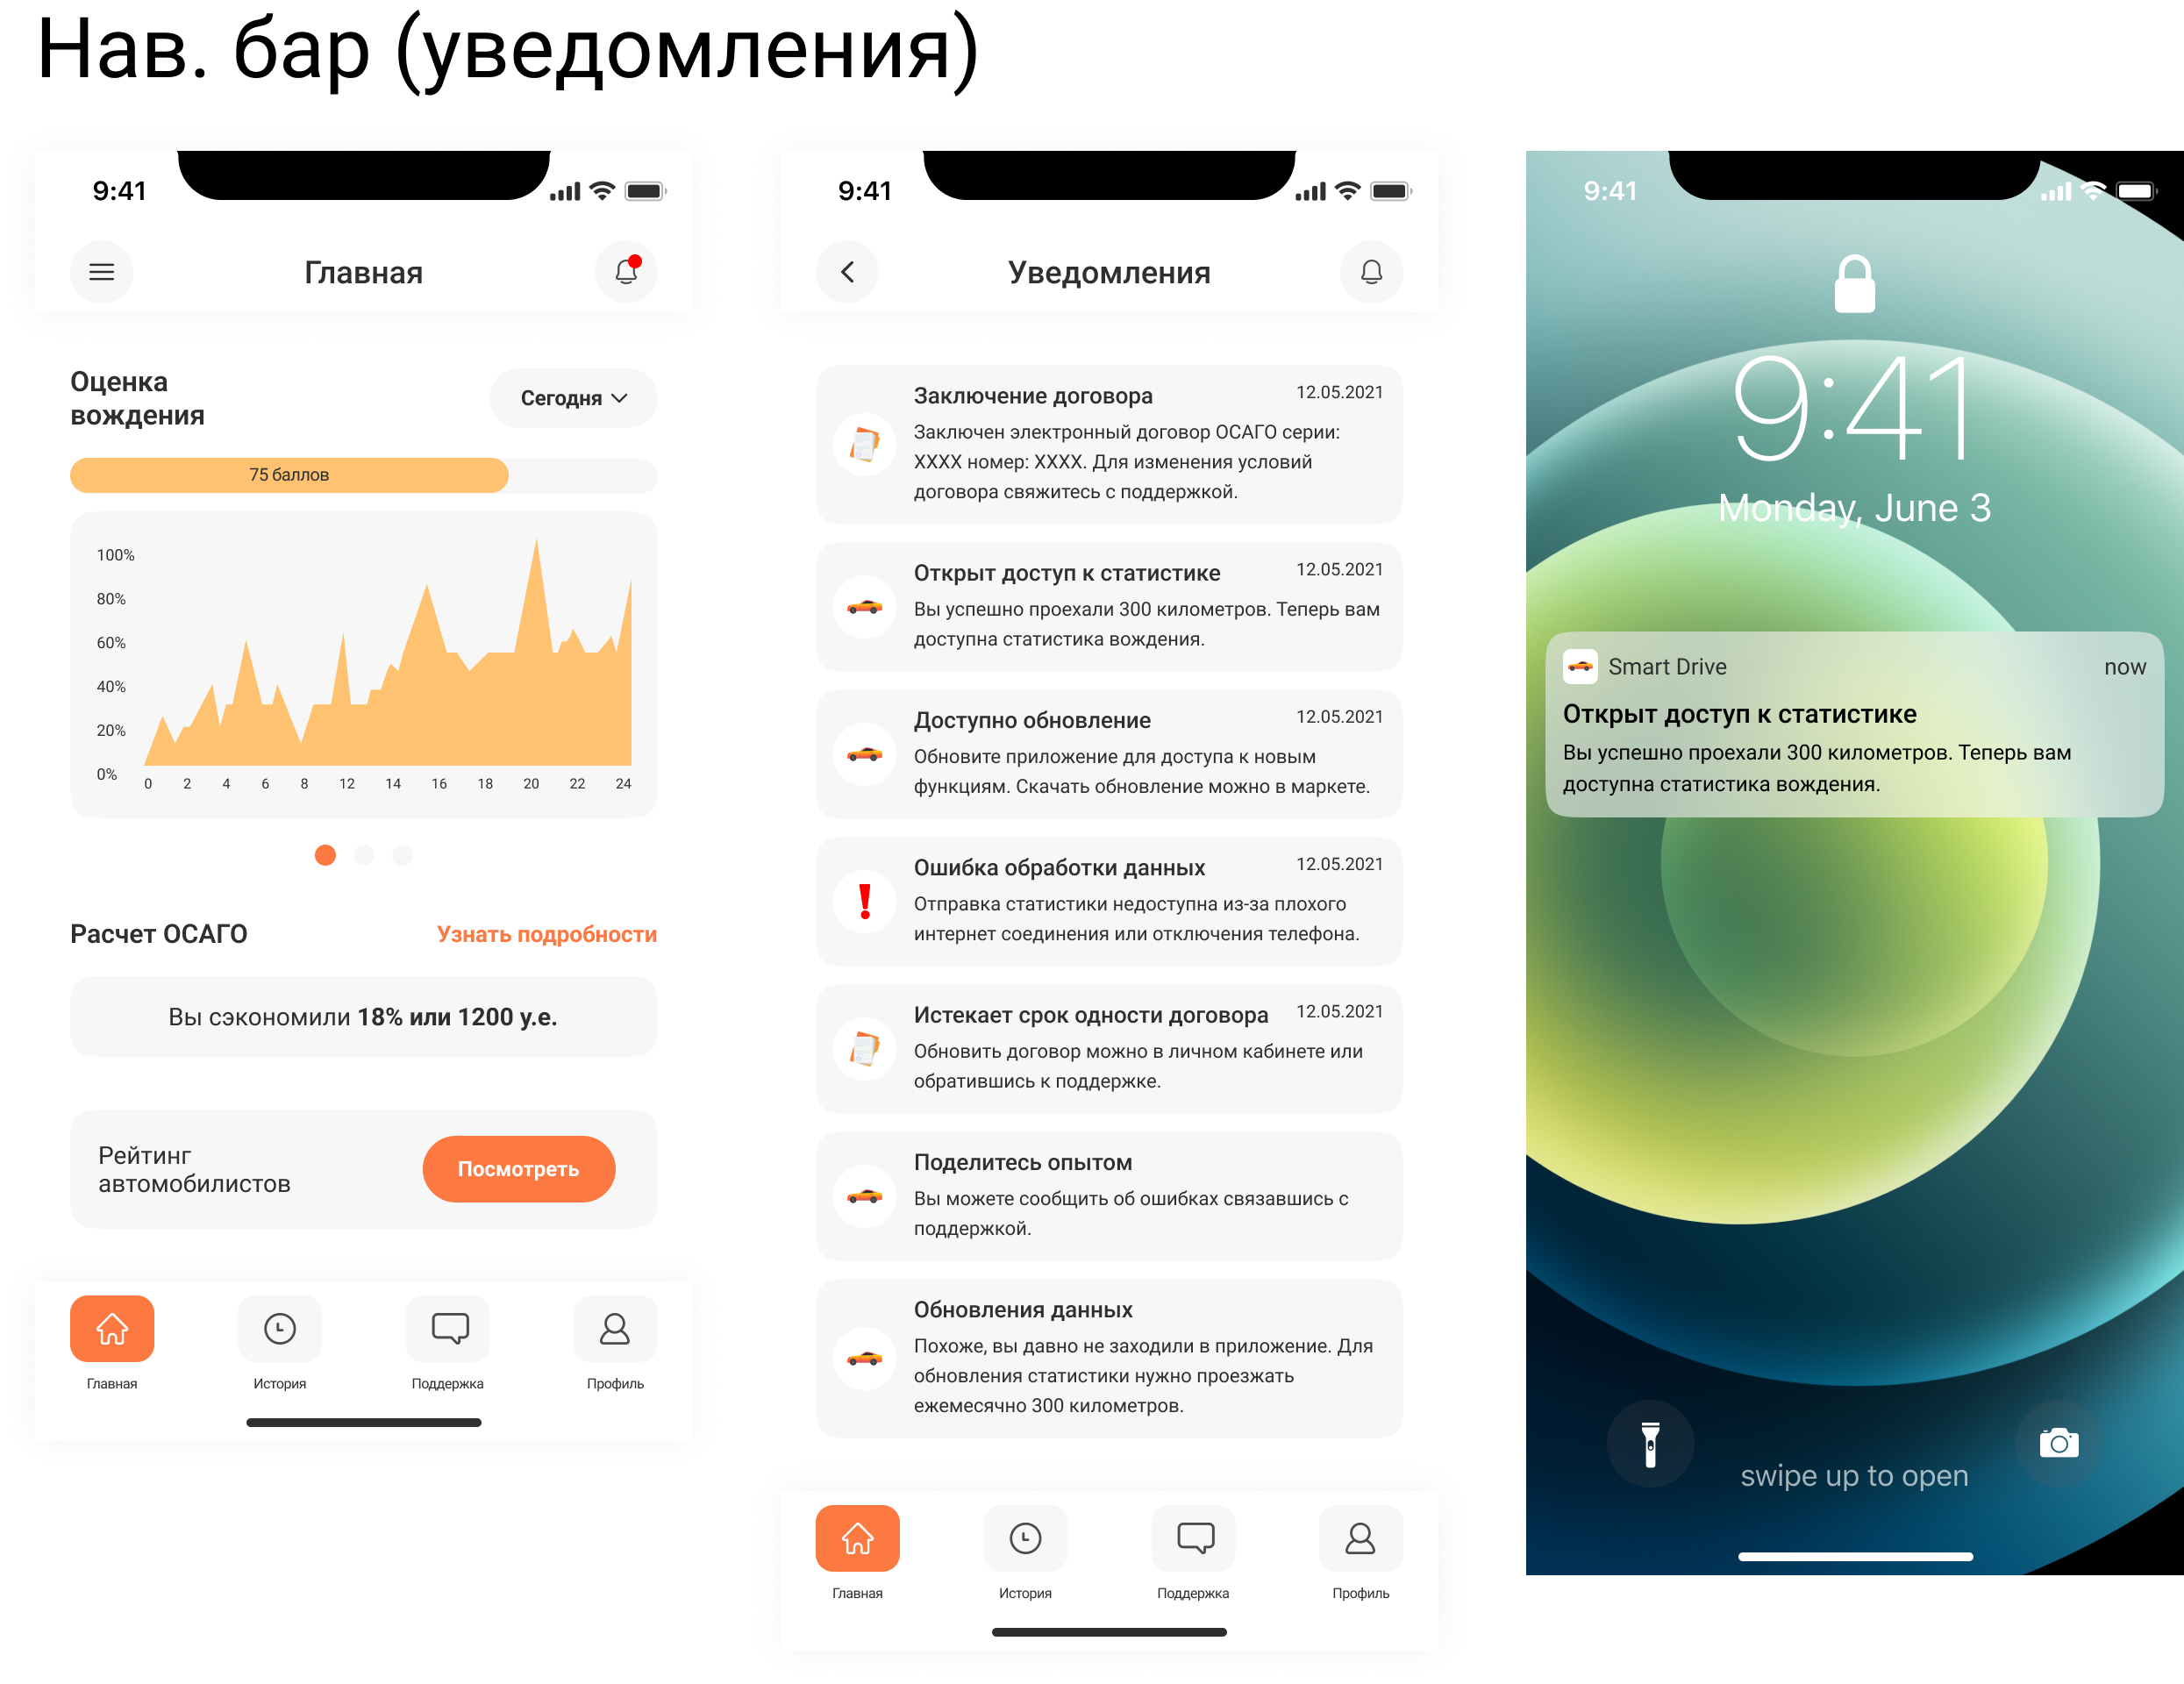 Нав. бар (уведомления)
9:41
Главная
Оценка
вождения
Сегодня
75 баллов
100%
80%
60%
40%
20%
0%
0 2 4 6 8 12 14 16 18 20 22 24
Расчет ОСАГО
Узнать подробности
Вы сэкономили 18% или 1200 у.е.
Рейтинг
автомобилистов
Посмотреть
Главная
История
Поддержка
Профиль
9:41
Уведомления
Заключение договора
12.05.2021
Заключен электронный договор ОСАГО серии:
XXXX номер: XXXX. Для изменения условий
договора свяжитесь с поддержкой.
Открыт доступ к статистике
12.05.2021
Вы успешно проехали 300 километров. Теперь вам
доступна статистика вождения.
Доступно обновление
12.05.2021
Обновите приложение для доступа к новым
функциям. Скачать обновление можно в маркете.
Ошибка обработки данных
12.05.2021
Отправка статистики недоступна из-за плохого
интернет соединения или отключения телефона.
Истекает срок одности договора
12.05.2021
Обновить договор можно в личном кабинете или
обратившись к поддержке.
Поделитесь опытом
Вы можете сообщить об ошибках связавшись с
поддержкой.
Обновления данных
Похоже, вы давно не заходили в приложение. Для
обновления статистики нужно проезжать
ежемесячно 300 километров.
Главная
История
Поддержка
Профиль
9:41
9:41
Monday, June 3
Smart Drive
now
Открыт доступ к статистике
Вы успешно проехали 300 километров. Теперь вам
доступна статистика вождения.
swipe up to open